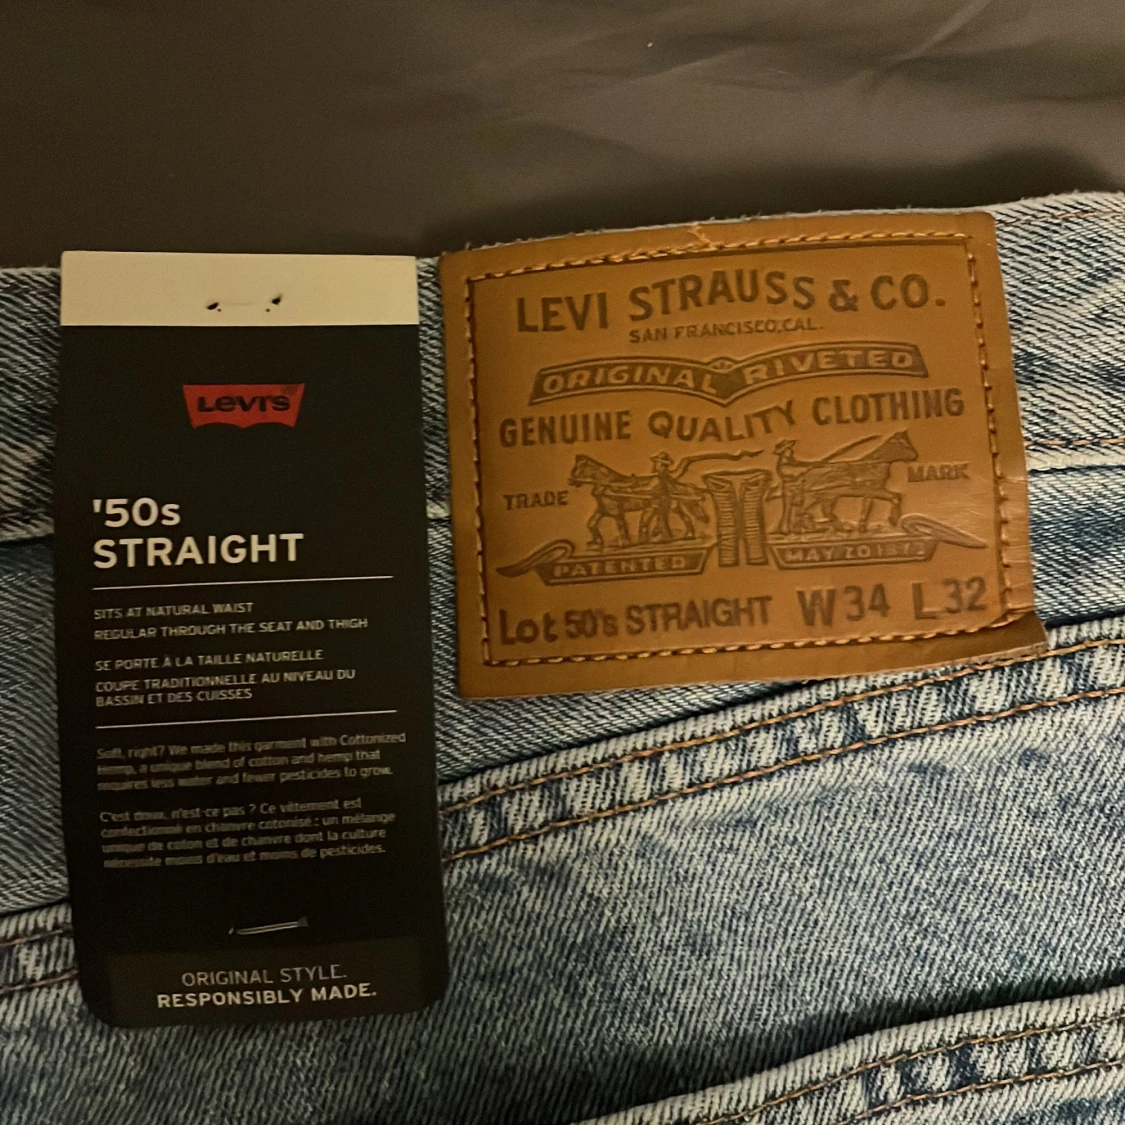 Levi's
'50s
STRAIGHT
SITS AT NATURAL WAIST
REGULAR THROUGH THE SEAT AND THIGH
SE PORTE À LA TAILLE NATURELLE
COUPE TRADITIONNELLE AU NIVEAU DU
BASSIN ET DES CUISSES
Soft, right? We made this garment with Cottonized
Hemp, a unique blend of cotton and hemp that
requires less water and fewer pesticides to grow.
C'est doux, n'est-ce pas ? Ce vêtement est
confectionné en chanvre cotonisé : un mélange
unique de coton et de chanvre dont la culture
nécessite moins d'eau et moins de pesticides.
ORIGINAL STYLE.
RESPONSIBLY MADE.
LEVI STRAUSS & CO.
SAN FRANCISCO, CAL.
ORIGINAL RIVETED
GENUINE QUALITY CLOTHING
TRADE MARK
PATENTED MAY 20 1873
Lot 50's STRAIGHT W 34 L 32